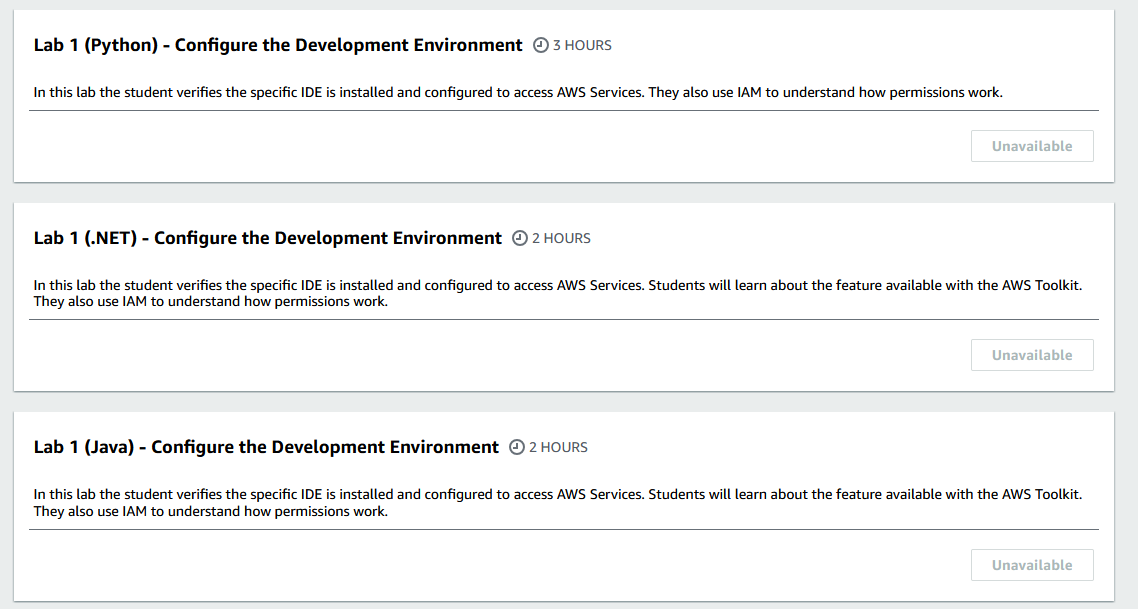 Lab 1 (Python) - Configure the Development Environment 3 HOURS
In this lab the student verifies the specific IDE is installed and configured to access AWS Services. They also use IAM to understand how permissions work.
Unavailable
Lab 1 (.NET) - Configure the Development Environment 2 HOURS
In this lab the student verifies the specific IDE is installed and configured to access AWS Services. Students will learn about the feature available with the AWS Toolkit.
They also use IAM to understand how permissions work.
Unavailable
Lab 1 (Java) - Configure the Development Environment 2 HOURS
In this lab the student verifies the specific IDE is installed and configured to access AWS Services. Students will learn about the feature available with the AWS Toolkit.
They also use IAM to understand how permissions work.
Unavailable